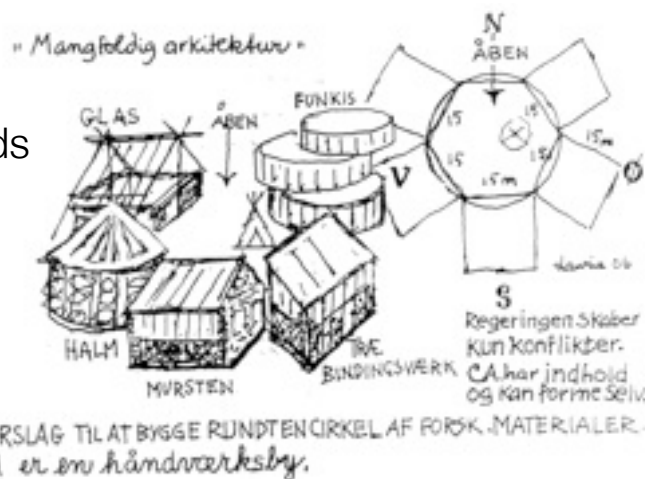 "Mangfoldig arkitektur"
ds
GLAS
ÅBEN
FUNKIS
HALM
MURSTEN
TRÆ
BINDINGSVÆRK
N
ÅBEN
V
Ø
S
15
15
15
15
15m
15m
Regeringen skaber
kun konflikter.
CA. har indhold
og kan forme selv.
RSLAG TIL AT BYGGE RUNDT EN CIRKEL AF FORSK. MATERIALER.
er en håndværksby.